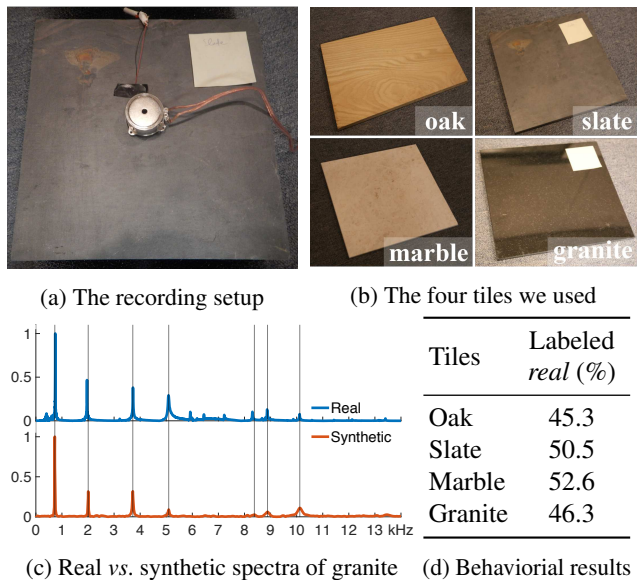 oak
slate
marble
granite
(a) The recording setup
(b) The four tiles we used
1
0.5
0
Real
1
0.5
0
Synthetic
0 1 2 3 4 5 6 7 8 9 10 11 12 13 kHz
(c) Real vs. synthetic spectra of granite
Tiles
Labeled
real (%)
Oak 45.3
Slate 50.5
Marble 52.6
Granite 46.3
(d) Behaviorial results